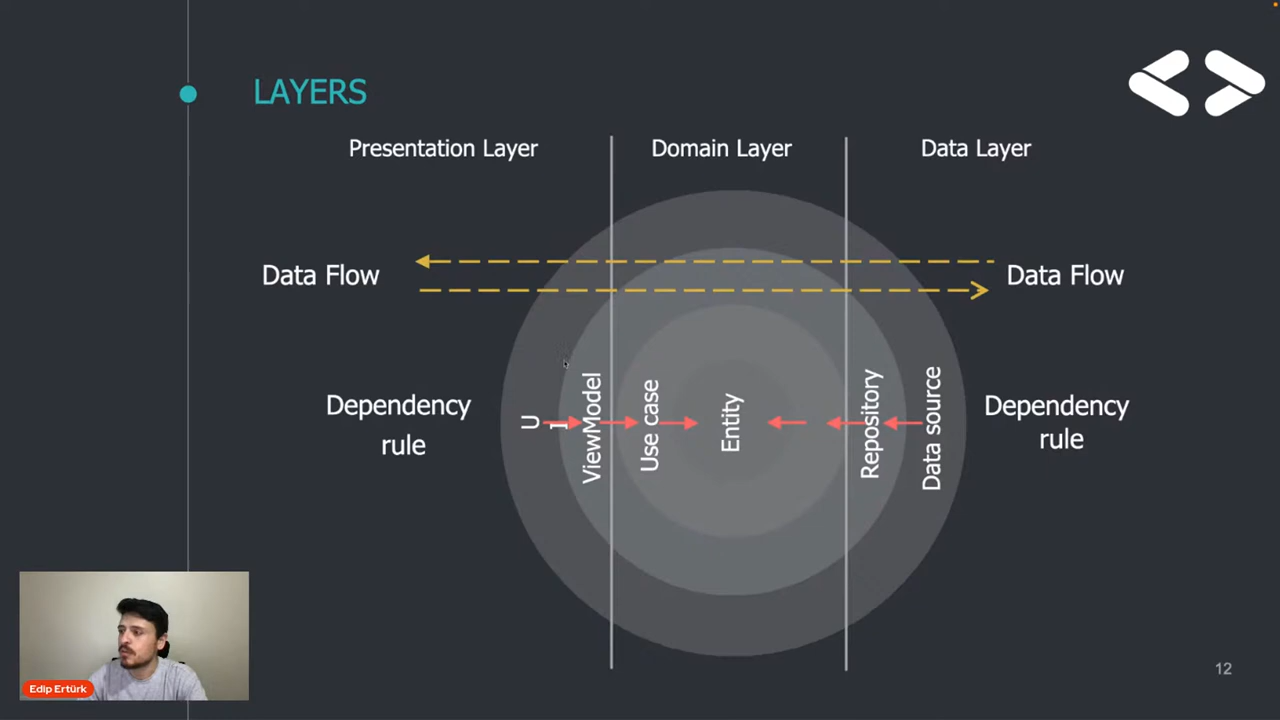 LAYERS
Presentation Layer
Domain Layer
Data Layer
Data Flow
Data Flow
Dependency
rule
UI
ViewModel
Use case
Entity
Repository
Data source
Dependency
rule
Edip Ertürk
12